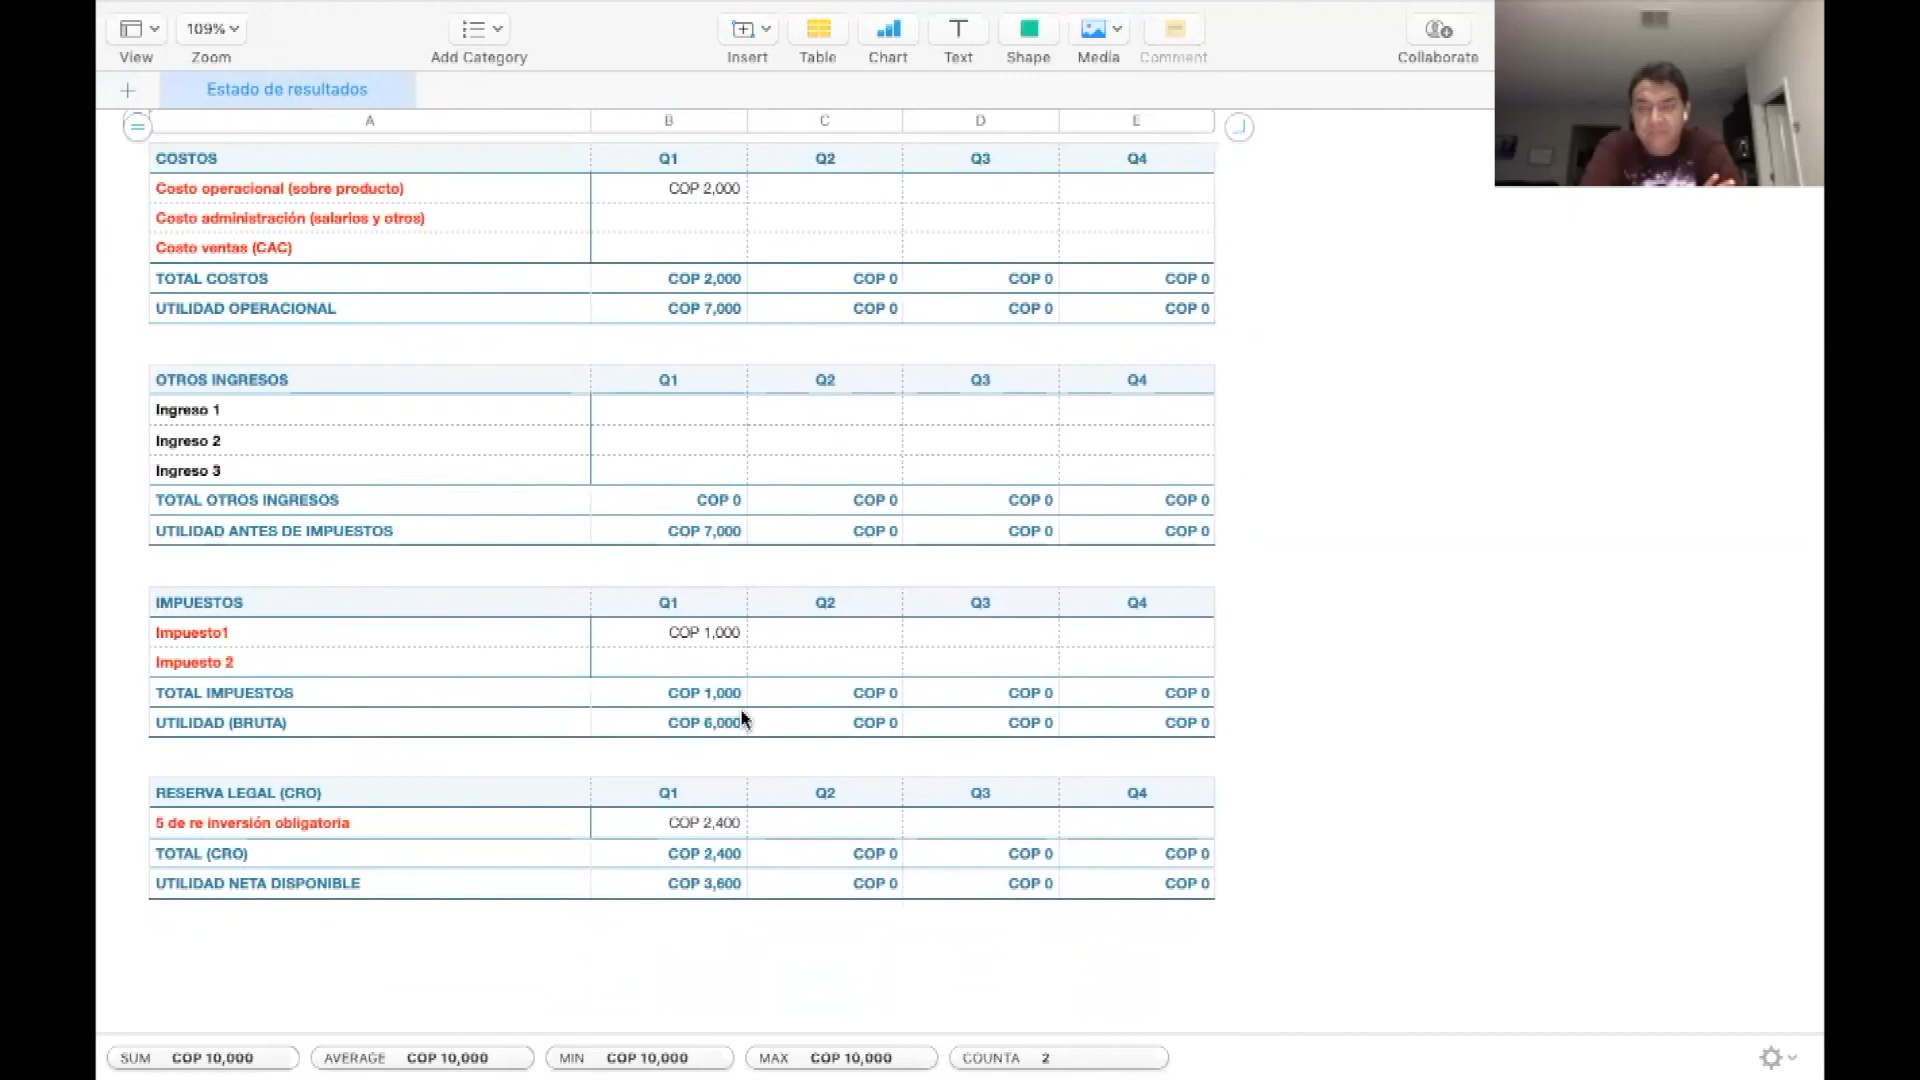 109%
View Zoom Add Category Insert Table Chart Text Shape Media Comment Collaborate
Estado de resultados
A B C D E
COSTOS Q1 Q2 Q3 Q4
Costo operacional (sobre producto) COP 2,000
Costo administración (salarios y otros)
Costo ventas (CAC)
TOTAL COSTOS COP 2,000 COP 0 COP 0 COP 0
UTILIDAD OPERACIONAL COP 7,000 COP 0 COP 0 COP 0
OTROS INGRESOS Q1 Q2 Q3 Q4
Ingreso 1
Ingreso 2
Ingreso 3
TOTAL OTROS INGRESOS COP 0 COP 0 COP 0 COP 0
UTILIDAD ANTES DE IMPUESTOS COP 7,000 COP 0 COP 0 COP 0
IMPUESTOS Q1 Q2 Q3 Q4
Impuesto1 COP 1,000
Impuesto 2
TOTAL IMPUESTOS COP 1,000 COP 0 COP 0 COP 0
UTILIDAD (BRUTA) COP 6,000 COP 0 COP 0 COP 0
RESERVA LEGAL (CRO) Q1 Q2 Q3 Q4
5 de re inversión obligatoria COP 2,400
TOTAL (CRO) COP 2,400 COP 0 COP 0 COP 0
UTILIDAD NETA DISPONIBLE COP 3,600 COP 0 COP 0 COP 0
SUM COP 10,000 AVERAGE COP 10,000 MIN COP 10,000 MAX COP 10,000 COUNTA 2